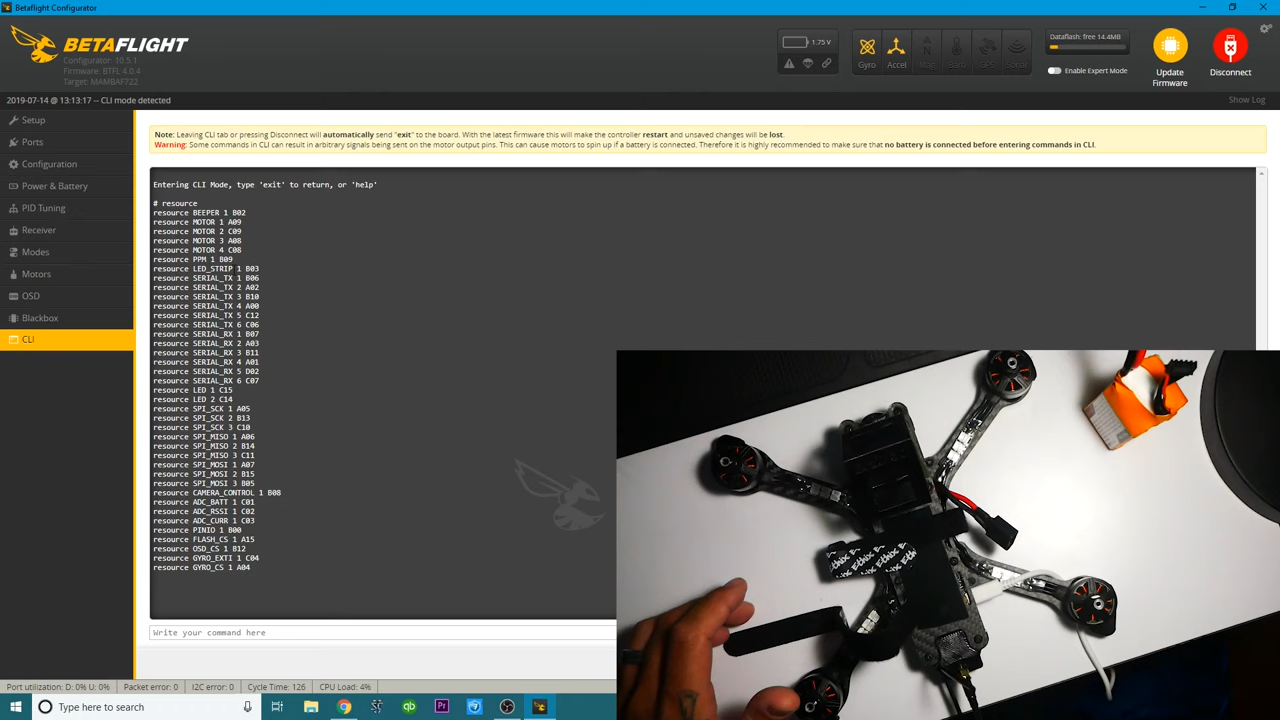 Betaflight Configurator
BETAFLIGHT
Configurator: 10.5.1
Firmware: BTFL 4.0.4
Target: MAMBAF722
1.75 V
Gyro
Accel
Mag
Baro
GPS
Sonar
Dataflash: free 14.4MB
Enable Expert Mode
Update
Firmware
Disconnect
2019-07-14 @ 13:13:17 -- CLI mode detected
Show Log
Setup
Ports
Configuration
Power & Battery
PID Tuning
Receiver
Modes
Motors
OSD
Blackbox
CLI
Note: Leaving CLI tab or pressing Disconnect will automatically send "exit" to the board. With the latest firmware this will make the controller restart and unsaved changes will be lost.
Warning: Some commands in CLI can result in arbitrary signals being sent on the motor output pins. This can cause motors to spin up if a battery is connected. Therefore it is highly recommended to make sure that no battery is connected before entering commands in CLI.
Entering CLI Mode, type 'exit' to return, or 'help'
# resource
resource BEEPER 1 B02
resource MOTOR 1 A09
resource MOTOR 2 C09
resource MOTOR 3 A08
resource MOTOR 4 C08
resource PPM 1 B09
resource LED_STRIP 1 B03
resource SERIAL_TX 1 B06
resource SERIAL_TX 2 A02
resource SERIAL_TX 3 B10
resource SERIAL_TX 4 A00
resource SERIAL_TX 5 C12
resource SERIAL_TX 6 C06
resource SERIAL_RX 1 B07
resource SERIAL_RX 2 A03
resource SERIAL_RX 3 B11
resource SERIAL_RX 4 A01
resource SERIAL_RX 5 D02
resource SERIAL_RX 6 C07
resource LED 1 C15
resource LED 2 C14
resource SPI_SCK 1 A05
resource SPI_SCK 2 B13
resource SPI_SCK 3 C10
resource SPI_MISO 1 A06
resource SPI_MISO 2 B14
resource SPI_MISO 3 C11
resource SPI_MOSI 1 A07
resource SPI_MOSI 2 B15
resource SPI_MOSI 3 B05
resource CAMERA_CONTROL 1 B08
resource ADC_BATT 1 C01
resource ADC_RSSI 1 C02
resource ADC_CURR 1 C03
resource PINIO 1 B00
resource FLASH_CS 1 A15
resource OSD_CS 1 B12
resource GYRO_EXTI 1 C04
resource GYRO_CS 1 A04
Ethix Ethix
Write your command here
Port utilization: D: 0% U: 0%
Packet error: 0
I2C error: 0
Cycle Time: 126
CPU Load: 4%
Type here to search
qb
Pr